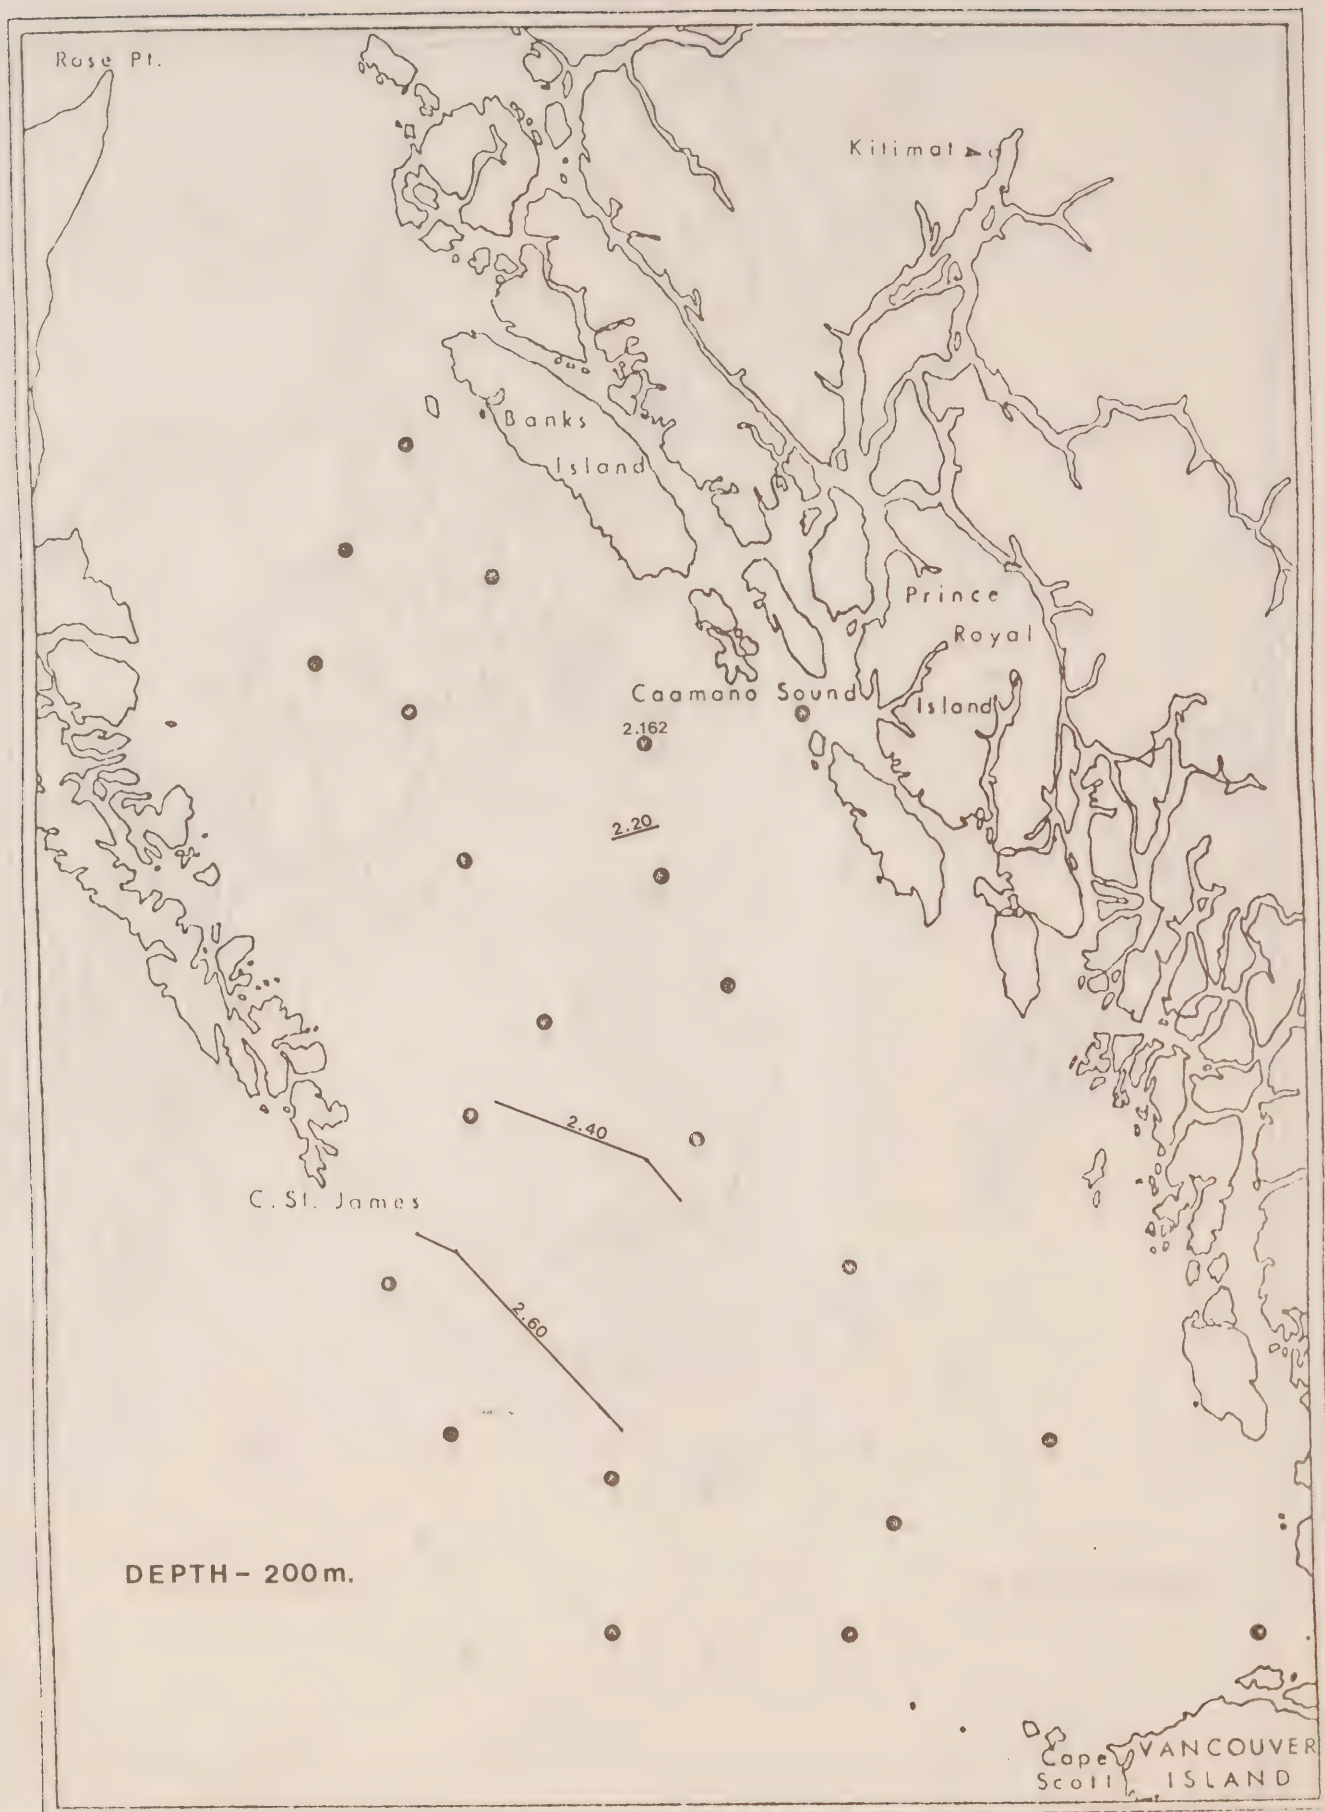 Rose Pt.
Kitimat
Banks
Island
Prince
Royal
Island
Caamano Sound
2.162
2.20
2.40
C. St. James
2.60
DEPTH – 200 m.
Cape
Scott
VANCOUVER
ISLAND